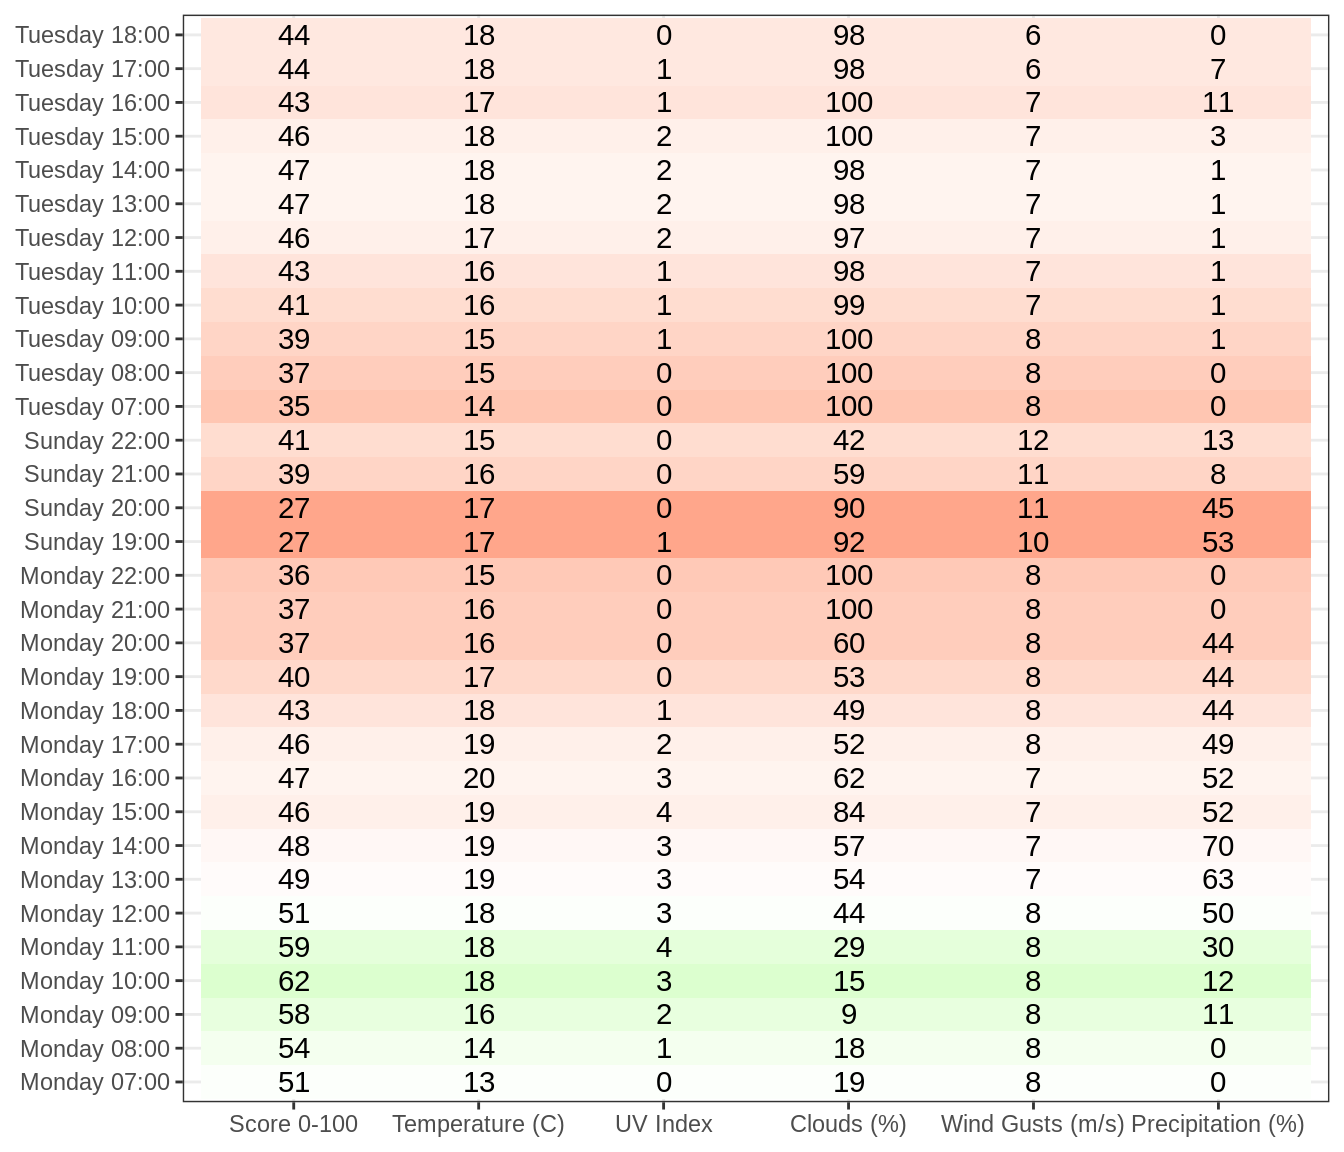 Tuesday 18:00 44 18 0 98 6 0
Tuesday 17:00 44 18 1 98 6 7
Tuesday 16:00 43 17 1 100 7 11
Tuesday 15:00 46 18 2 100 7 3
Tuesday 14:00 47 18 2 98 7 1
Tuesday 13:00 47 18 2 98 7 1
Tuesday 12:00 46 17 2 97 7 1
Tuesday 11:00 43 16 1 98 7 1
Tuesday 10:00 41 16 1 99 7 1
Tuesday 09:00 39 15 1 100 8 1
Tuesday 08:00 37 15 0 100 8 0
Tuesday 07:00 35 14 0 100 8 0
Sunday 22:00 41 15 0 42 12 13
Sunday 21:00 39 16 0 59 11 8
Sunday 20:00 27 17 0 90 11 45
Sunday 19:00 27 17 1 92 10 53
Monday 22:00 36 15 0 100 8 0
Monday 21:00 37 16 0 100 8 0
Monday 20:00 37 16 0 60 8 44
Monday 19:00 40 17 0 53 8 44
Monday 18:00 43 18 1 49 8 44
Monday 17:00 46 19 2 52 8 49
Monday 16:00 47 20 3 62 7 52
Monday 15:00 46 19 4 84 7 52
Monday 14:00 48 19 3 57 7 70
Monday 13:00 49 19 3 54 7 63
Monday 12:00 51 18 3 44 8 50
Monday 11:00 59 18 4 29 8 30
Monday 10:00 62 18 3 15 8 12
Monday 09:00 58 16 2 9 8 11
Monday 08:00 54 14 1 18 8 0
Monday 07:00 51 13 0 19 8 0
Score 0-100 Temperature (C) UV Index Clouds (%) Wind Gusts (m/s) Precipitation (%)